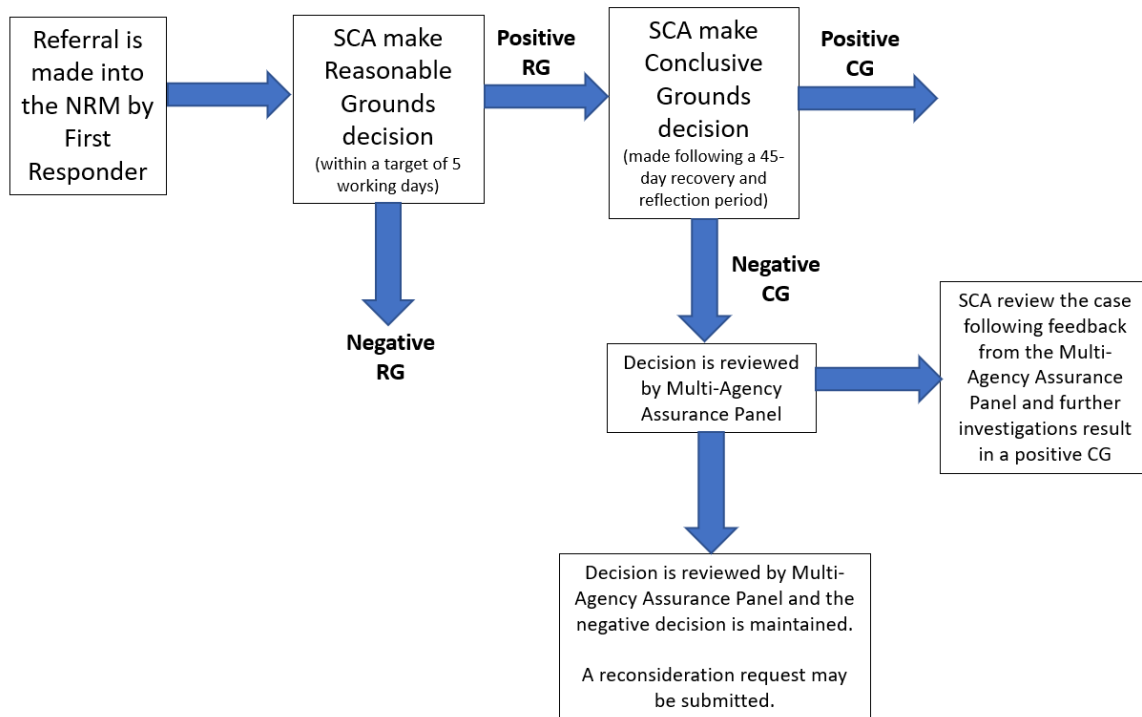 Referral is
made into
the NRM by
First
Responder
SCA make
Reasonable
Grounds
decision
(within a target of 5
working days)
Positive
RG
SCA make
Conclusive
Grounds
decision
(made following a 45-
day recovery and
reflection period)
Positive
CG
Negative
RG
Negative
CG
Decision is reviewed
by Multi-Agency
Assurance Panel
SCA review the case
following feedback
from the Multi-
Agency Assurance
Panel and further
investigations result
in a positive CG
Decision is reviewed by Multi-
Agency Assurance Panel and the
negative decision is maintained.
A reconsideration request may
be submitted.